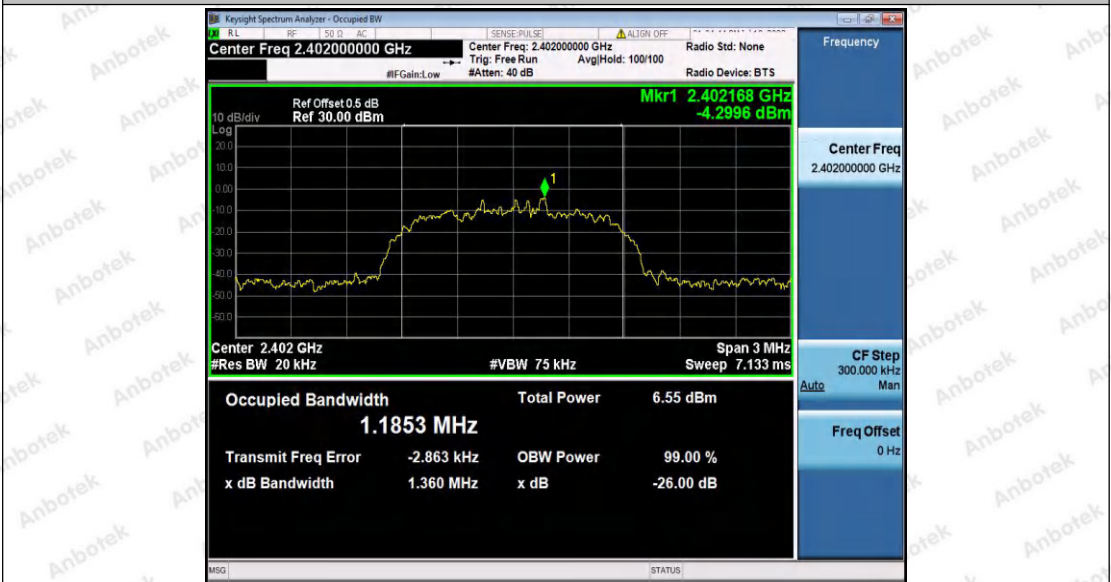 Keysight Spectrum Analyzer - Occupied BW
RL RF 50 Ω AC SENSE:PULSE ALIGN OFF
Center Freq 2.402000000 GHz
Center Freq: 2.402000000 GHz
Radio Std: None
Trig: Free Run Avg|Hold: 100/100
#IFGain:Low #Atten: 40 dB Radio Device: BTS
Frequency
Mkr1 2.402168 GHz
-4.2996 dBm
Ref Offset 0.5 dB
10 dB/div Ref 30.00 dBm
Log
20.0
10.0
0.00
-10.0
-20.0
-30.0
-40.0
-50.0
-60.0
1
Center Freq
2.402000000 GHz
Center 2.402 GHz Span 3 MHz
#Res BW 20 kHz #VBW 75 kHz Sweep 7.133 ms
CF Step
300.000 kHz
Auto Man
Freq Offset
0 Hz
Occupied Bandwidth Total Power 6.55 dBm
1.1853 MHz
Transmit Freq Error -2.863 kHz OBW Power 99.00 %
x dB Bandwidth 1.360 MHz x dB -26.00 dB
MSG STATUS
Anbotek